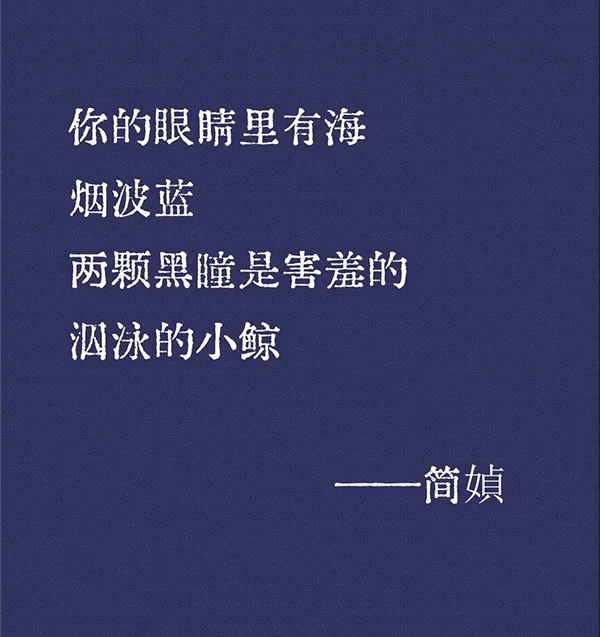 你的眼睛里有海
烟波蓝
两颗黑瞳是害羞的
泅泳的小鲸
——简媜